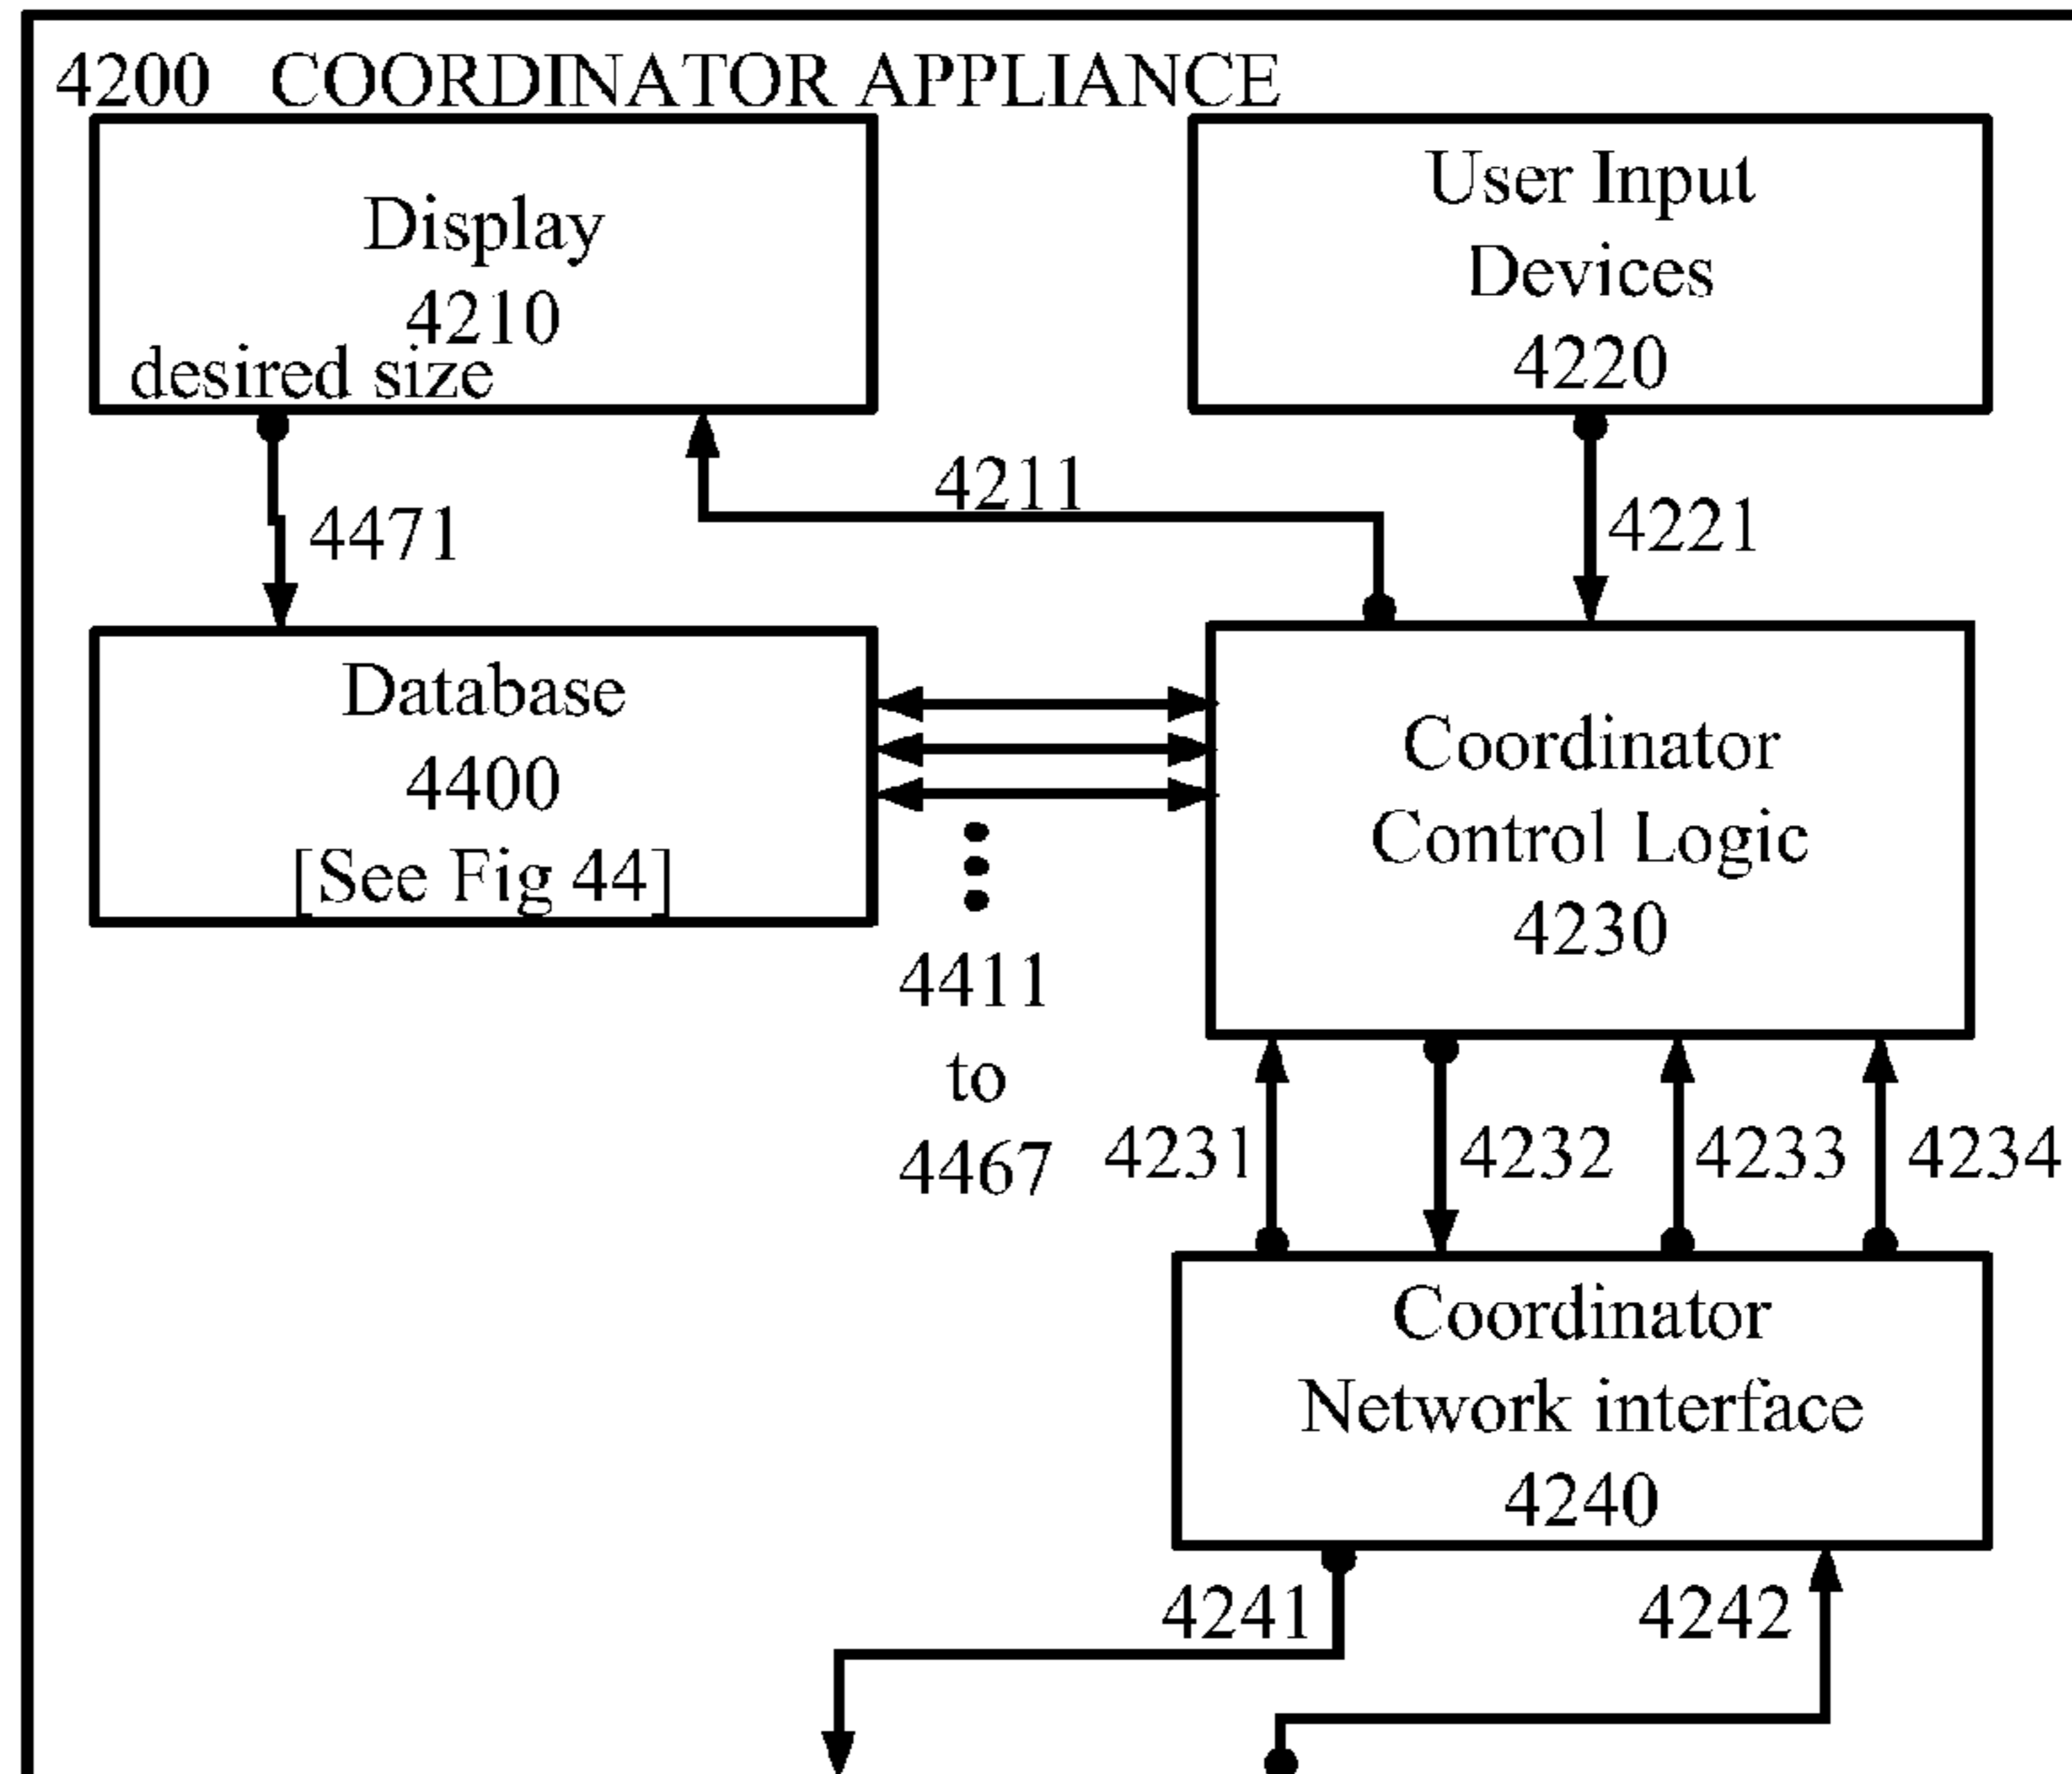 4200 COORDINATOR APPLIANCE
Display
4210
desired size
User Input
Devices
4220
4471
4211
4221
Database
4400
[See Fig 44]
Coordinator
Control Logic
4230
4411
to
4467
4231
4232
4233
4234
Coordinator
Network interface
4240
4241
4242